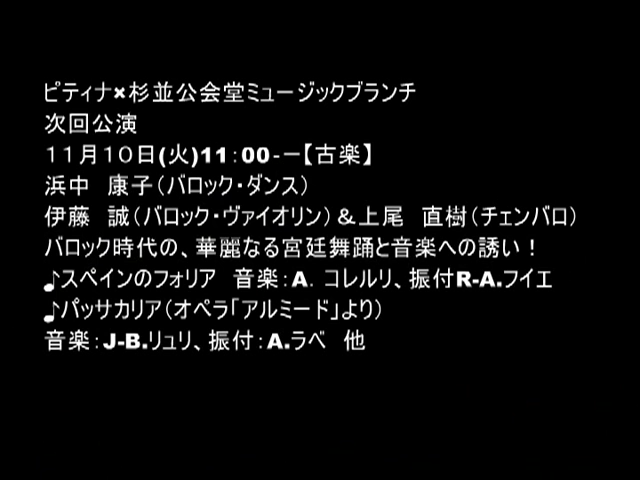 ピティナ×杉並公会堂ミュージックブランチ
次回公演
１１月１０日(火)11：00-－【古楽】
浜中　康子（バロック・ダンス）
伊藤　誠（バロック・ヴァイオリン）＆上尾　直樹（チェンバロ）
バロック時代の、華麗なる宮廷舞踊と音楽への誘い！
♪スペインのフォリア　音楽：A．コレルリ、振付R-A.フイエ
♪パッサカリア（オペラ「アルミード」より）
音楽：J-B.リュリ、振付：A.ラベ　他